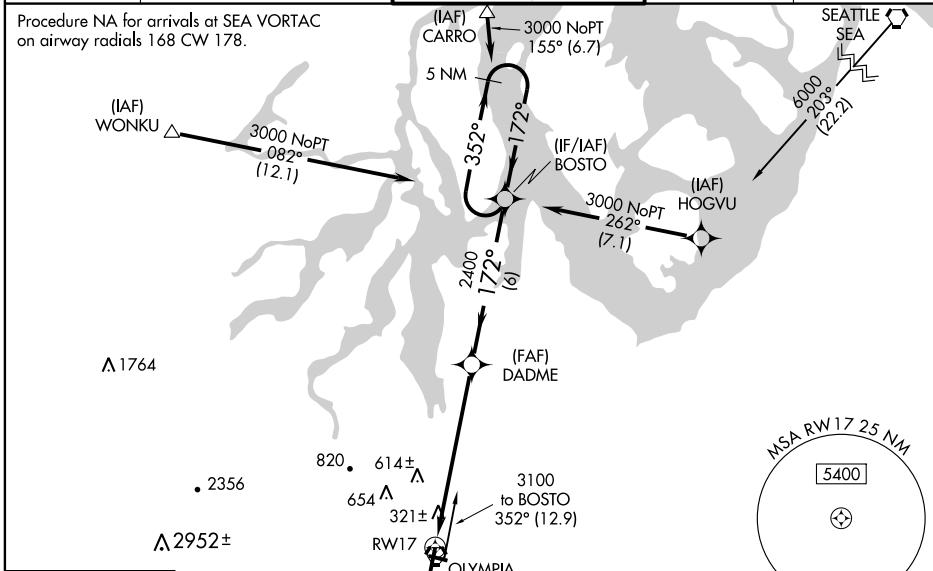 Procedure NA for arrivals at SEA VORTAC
on airway radials 168 CW 178.
(IAF)
CARRO
3000 NoPT
155° (6.7)
SEATTLE
SEA
5 NM
6000
203°
(22.2)
(IAF)
WONKU
3000 NoPT
082°
(12.1)
352°
172°
(IF/IAF)
BOSTO
(IAF)
HOGVU
3000 NoPT
262°
(7.1)
2400
172°
(6)
(FAF)
DADME
1764
MSA RW17 25 NM
5400
820
614±
2356
654
3100
to BOSTO
352° (12.9)
321±
2952±
RW17
OLYMPIA